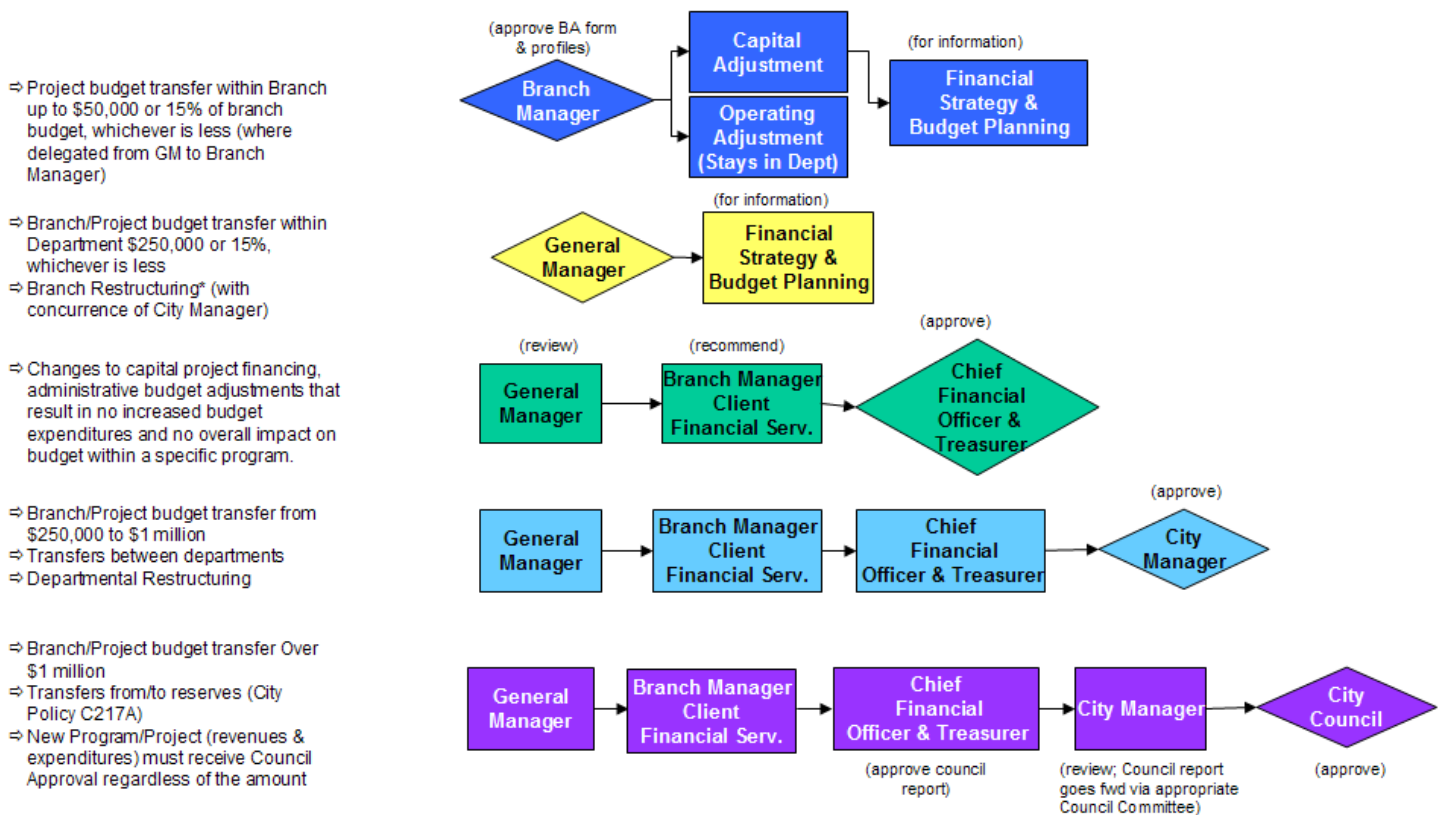 (approve BA form
& profiles)
Capital
Adjustment
(for information)
⇨ Project budget transfer within Branch
up to $50,000 or 15% of branch
budget, whichever is less (where
delegated from GM to Branch
Manager)
Branch
Manager
Operating
Adjustment
(Stays in Dept)
Financial
Strategy &
Budget Planning
(for information)
⇨ Branch/Project budget transfer within
Department $250,000 or 15%,
whichever is less
⇨ Branch Restructuring* (with
concurrence of City Manager)
General
Manager
Financial
Strategy &
Budget Planning
(review)
(recommend)
(approve)
⇨ Changes to capital project financing,
administrative budget adjustments that
result in no increased budget
expenditures and no overall impact on
budget within a specific program.
General
Manager
Branch Manager
Client
Financial Serv.
Chief
Financial
Officer &
Treasurer
(approve)
⇨ Branch/Project budget transfer from
$250,000 to $1 million
⇨ Transfers between departments
⇨ Departmental Restructuring
General
Manager
Branch Manager
Client
Financial Serv.
Chief
Financial
Officer & Treasurer
City
Manager
⇨ Branch/Project budget transfer Over
$1 million
⇨ Transfers from/to reserves (City
Policy C217A)
⇨ New Program/Project (revenues &
expenditures) must receive Council
Approval regardless of the amount
General
Manager
Branch Manager
Client
Financial Serv.
Chief
Financial
Officer & Treasurer
City Manager
City
Council
(approve council
report)
(review; Council report
goes fwd via appropriate
Council Committee)
(approve)